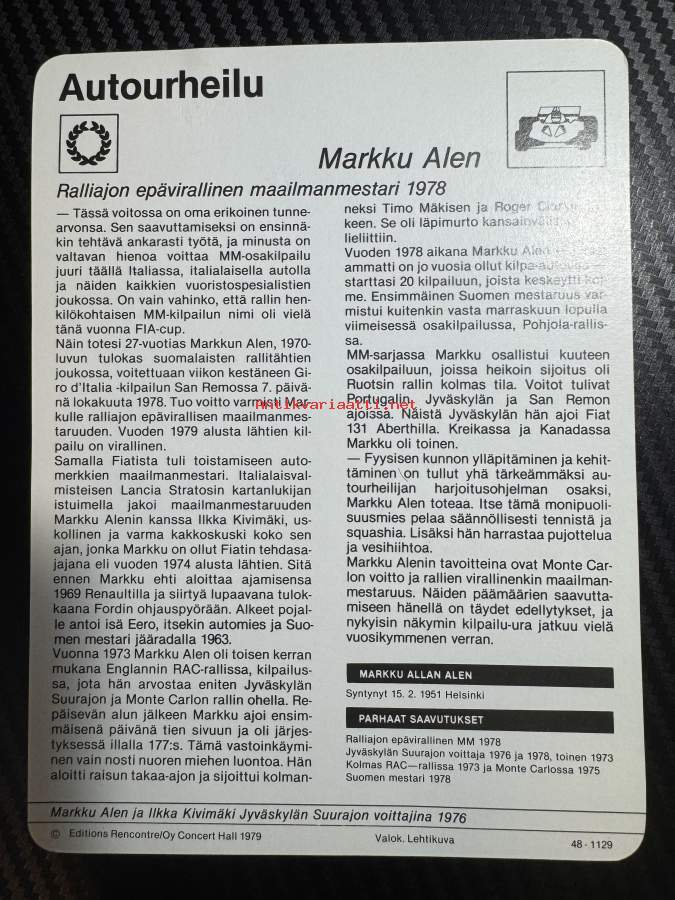 Autourheilu
Markku Alen
Ralliajon epävirallinen maailmanmestari 1978
— Tässä voitossa on oma erikoinen tunne-
arvonsa. Sen saavuttamiseksi on ensinnä-
kin tehtävä ankarasti työtä, ja minusta on
valtavan hienoa voittaa MM-osakilpailu
juuri täällä Italiassa, italialaisella autolla
ja näiden kaikkien vuoristospesialistien
joukossa. On vain vahinko, että rallin hen-
kilökohtaisen MM-kilpailun nimi oli vielä
tänä vuonna FIA-cup.
Näin totesi 27-vuotias Markkun Alen, 1970-
luvun tulokas suomalaisten rallitähtien
joukossa, voitettuaan viikon kestäneen Gi-
ro d'Italia -kilpailun San Remossa 7. päivä-
nä lokakuuta 1978. Tuo voitto varmisti Mar-
kulle ralliajon epävirallisen maailmanmes-
taruuden. Vuoden 1979 alusta lähtien kil-
pailu on virallinen.
Samalla Fiatista tuli toistamiseen auto-
merkkien maailmanmestari. Italialaisval-
misteisen Lancia Stratosin kartanlukijan
istuimella jakoi maailmanmestaruuden
Markku Alenin kanssa Ilkka Kivimäki, us-
kollinen ja varma kakkoskuski koko sen
ajan, jonka Markku on ollut Fiatin tehdasa-
jajana eli vuoden 1974 alusta lähtien. Sitä
ennen Markku ehti aloittaa ajamisensa
1969 Renaultilla ja siirtyä lupaavana tulok-
kaana Fordin ohjauspyörään. Alkeet pojal-
le antoi isä Eero, itsekin automies ja Suo-
men mestari jääradalla 1963.
Vuonna 1973 Markku Alen oli toisen kerran
mukana Englannin RAC-rallissa, kilpailus-
sa, jota hän arvostaa eniten Jyväskylän
Suurajon ja Monte Carlon rallin ohella. Re-
päisevän alun jälkeen Markku ajoi ensim-
mäisenä päivänä tien sivuun ja oli järjes-
tyksessä illalla 177:s. Tämä vastoinkäymi-
nen vain nosti nuoren miehen luontoa. Hän
aloitti raisun takaa-ajon ja sijoittui kolman-
neksi Timo Mäkisen ja Roger
keen. Se oli läpimurto
lieliittiin.
Vuoden 1978 aikana Markku
ammatti on jo vuosia ollut
starttasi 20 kilpailuun, joista keskeytti
me. Ensimmäinen Suomen mestaruus var-
mistui kuitenkin vasta marraskuun lopulla
viimeisessä osakilpailussa, Pohjola-rallis-
sa.
MM-sarjassa Markku osallistui kuuteen
osakilpailuun, joissa heikoin sijoitus oli
Ruotsin rallin kolmas tila. Voitot tulivat
Portugalin, Jyväskylän ja San Remon
ajoissa. Näistä Jyväskylän hän ajoi Fiat
131 Aberthilla. Kreikassa ja Kanadassa
Markku oli toinen.
— Fyysisen kunnon ylläpitäminen ja kehit-
täminen on tullut yhä tärkeämmäksi au-
tourheilijan harjoitusohjelman osaksi,
Markku Alen toteaa. Itse tämä monipuoli-
suusmies pelaa säännöllisesti tennistä ja
squashia. Lisäksi hän harrastaa pujottelua
ja vesihiihtoa.
Markku Alenin tavoitteina ovat Monte Car-
lon voitto ja rallien virallinenkin maailman-
mestaruus. Näiden päämäärien saavutta-
miseen hänellä on täydet edellytykset, ja
nykyisin näkymin kilpailu-ura jatkuu vielä
vuosikymmenen verran.
MARKKU ALLAN ALEN
Syntynyt 15. 2. 1951 Helsinki
PARHAAT SAAVUTUKSET
Ralliajon epävirallinen MM 1978
Jyväskylän Suurajon voittaja 1976 ja 1978, toinen 1973
Kolmas RAC—rallissa 1973 ja Monte Carlossa 1975
Suomen mestari 1978
Markku Alen ja Ilkka Kivimäki Jyväskylän Suurajon voittajina 1976
© Editions Rencontre/Oy Concert Hall 1979
Valok. Lehtikuva
48 - 1129
Antikvariaatti.net